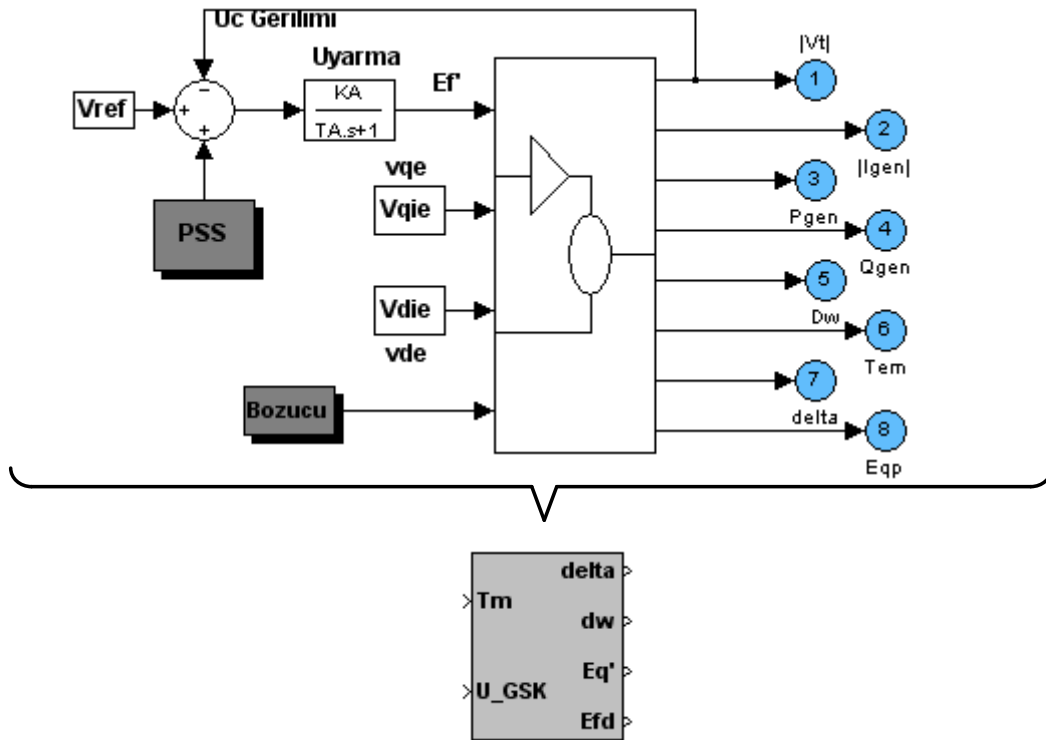 Uc Gerilimi
|Vt|
1
Uyarma
Ef'
Vref
KA
TA.s+1
2
|Igen|
vqe
3
Pgen
PSS
Vqie
4
Qgen
5
Dw
Vdie
vde
6
Tem
7
delta
Bozucu
8
Eqp
delta
Tm
dw
Eq'
U_GSK
Efd